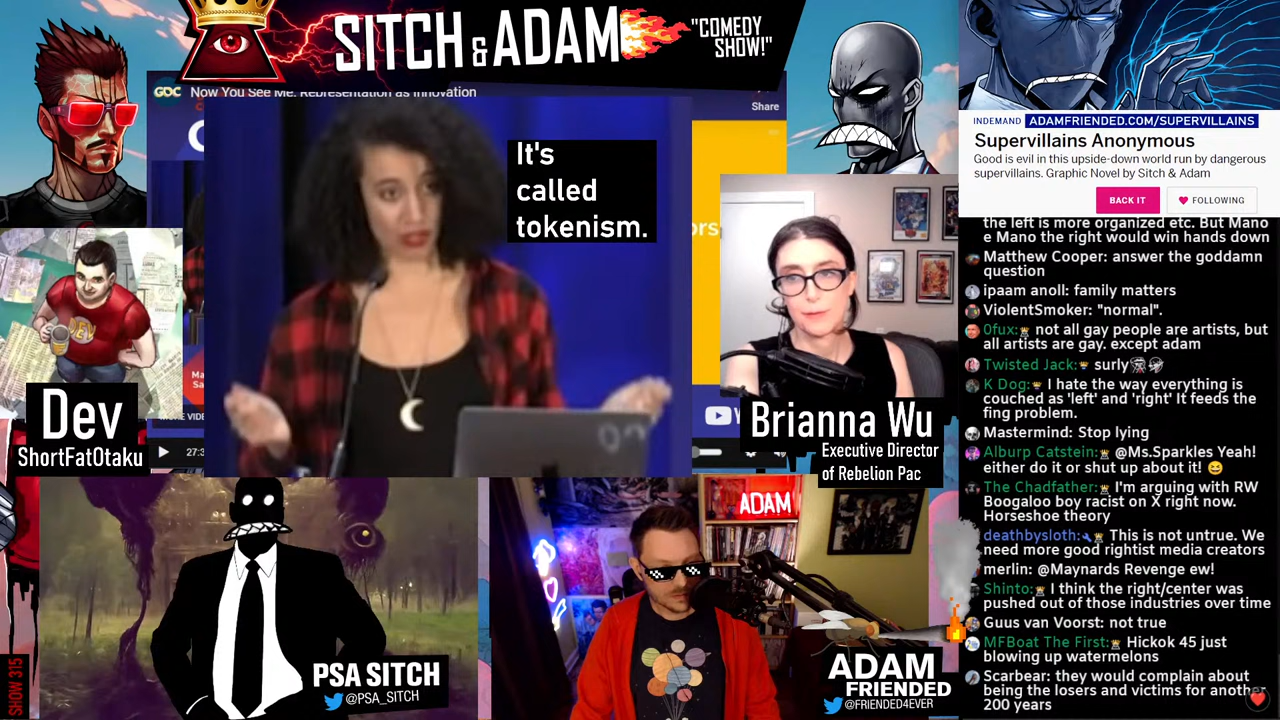 SITCH & ADAM
"COMEDY
SHOW!"
GDC
Now You See Me: Representation as Innovation
Share
It's
called
tokenism.
INDEMAND
ADAMFRIENDED.COM/SUPERVILLAINS
Supervillains Anonymous
Good is evil in this upside-down world run by dangerous
supervillains. Graphic Novel by Sitch & Adam
BACK IT
FOLLOWING
the left is more organized etc. But Mano
e Mano the right would win hands down
Matthew Cooper: answer the goddamn
question
ipaam anoll: family matters
ViolentSmoker: "normal".
0fux: not all gay people are artists, but
all artists are gay. except adam
Twisted Jack: surly
K Dog: I hate the way everything is
couched as 'left' and 'right' It feeds the
fing problem.
Mastermind: Stop lying
Alburp Catstein: @Ms.Sparkles Yeah!
either do it or shut up about it!
The Chadfather: I'm arguing with RW
Boogaloo boy racist on X right now.
Horseshoe theory
deathbysloth: This is not untrue. We
need more good rightist media creators
merlin: @Maynards Revenge ew!
Shinto: I think the right/center was
pushed out of those industries over time
Guus van Voorst: not true
MFBoat The First: Hickok 45 just
blowing up watermelons
Scarbear: they would complain about
being the losers and victims for another
200 years
DEV
Dev
ShortFatOtaku
Brianna Wu
Executive Director
of Rebelion Pac
27:3
SHOW 315
PSA SITCH
@PSA_SITCH
ADAM
ADAM
FRIENDED
@FRIENDED4EVER